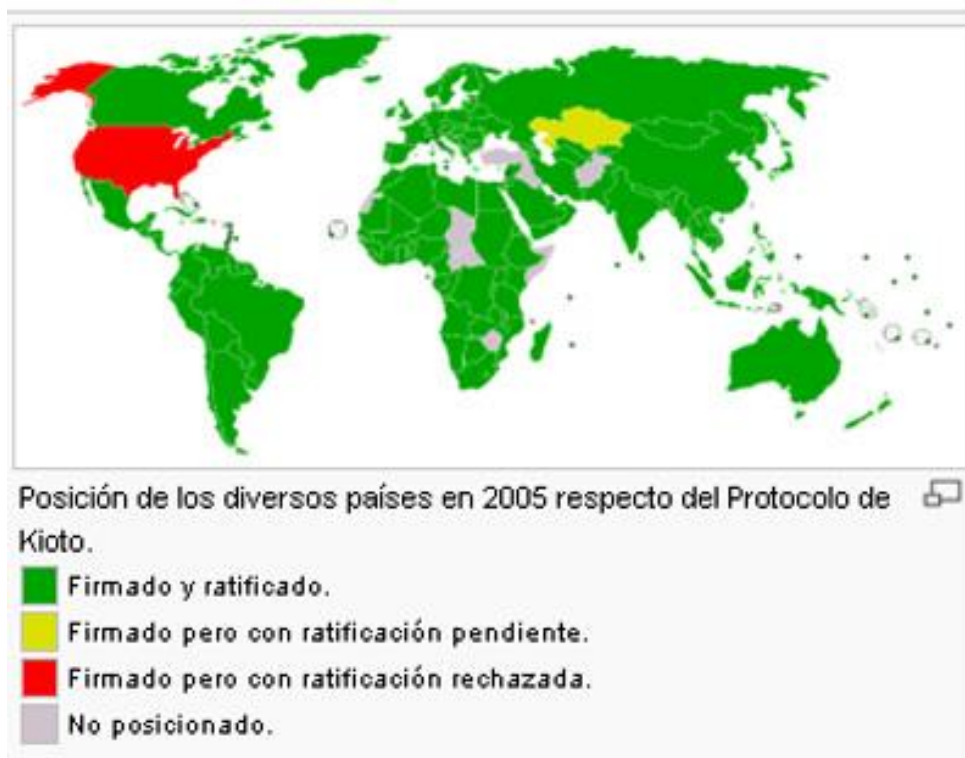 Posición de los diversos países en 2005 respecto del Protocolo de
Kioto.
Firmado y ratificado.
Firmado pero con ratificación pendiente.
Firmado pero con ratificación rechazada.
No posicionado.